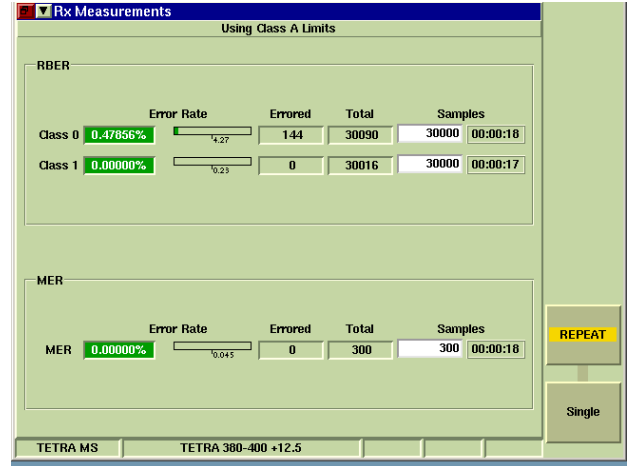 Rx Measurements
Using Class A Limits
RBER
Error Rate Errored Total Samples
Class 0 0.47856% 4.27 144 30090 30000 00:00:18
Class 1 0.00000% 0.23 0 30016 30000 00:00:17
MER
Error Rate Errored Total Samples
MER 0.00000% 0.045 0 300 300 00:00:18
REPEAT
Single
TETRA MS TETRA 380-400 +12.5